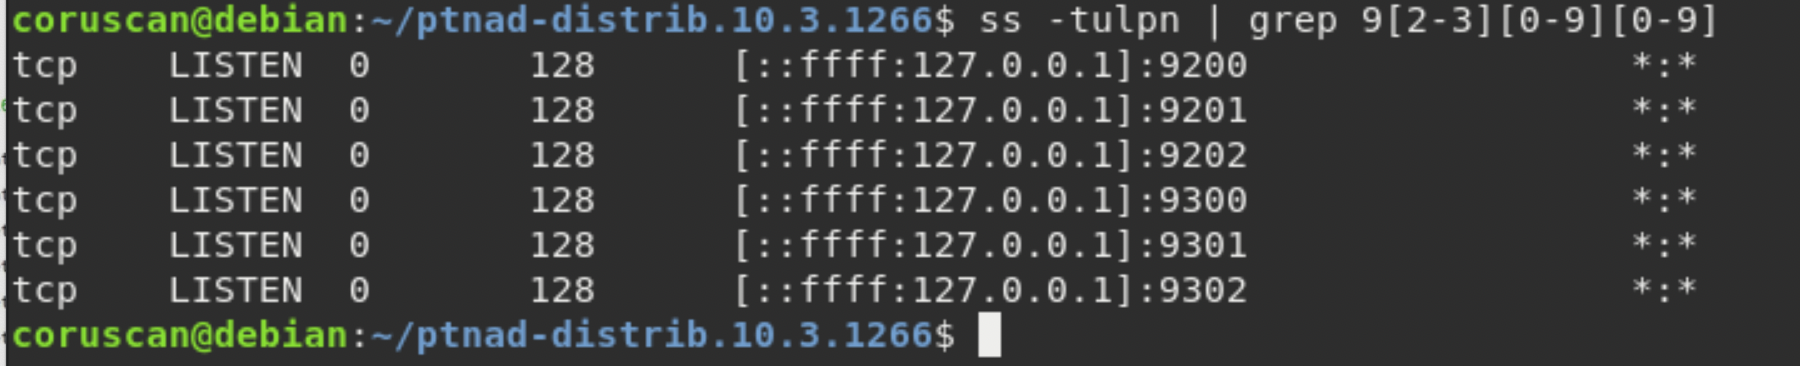 coruscan@debian:~/ptnad-distrib.10.3.1266$ ss -tulpn | grep 9[2-3][0-9][0-9]
tcp LISTEN 0 128 [::ffff:127.0.0.1]:9200 *:*
tcp LISTEN 0 128 [::ffff:127.0.0.1]:9201 *:*
tcp LISTEN 0 128 [::ffff:127.0.0.1]:9202 *:*
tcp LISTEN 0 128 [::ffff:127.0.0.1]:9300 *:*
tcp LISTEN 0 128 [::ffff:127.0.0.1]:9301 *:*
tcp LISTEN 0 128 [::ffff:127.0.0.1]:9302 *:*
coruscan@debian:~/ptnad-distrib.10.3.1266$